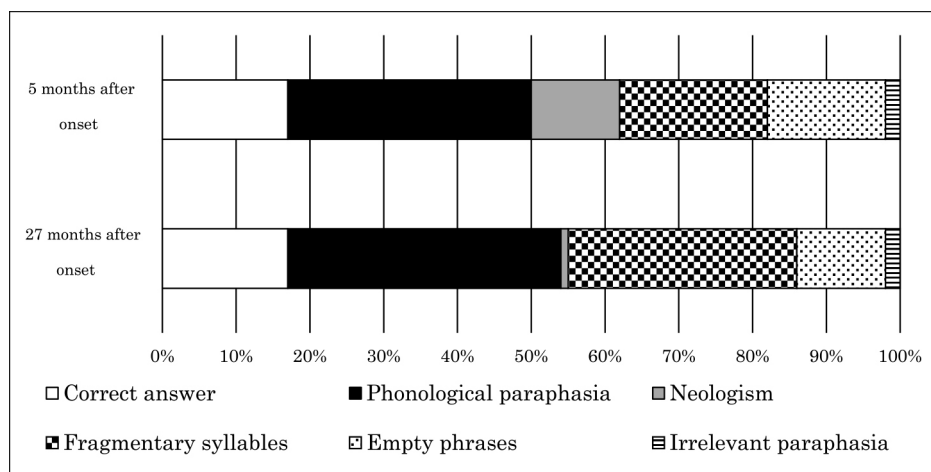 5 months after
onset
27 months after
onset
0% 10% 20% 30% 40% 50% 60% 70% 80% 90% 100%
Correct answer Phonological paraphasia Neologism
Fragmentary syllables Empty phrases Irrelevant paraphasia